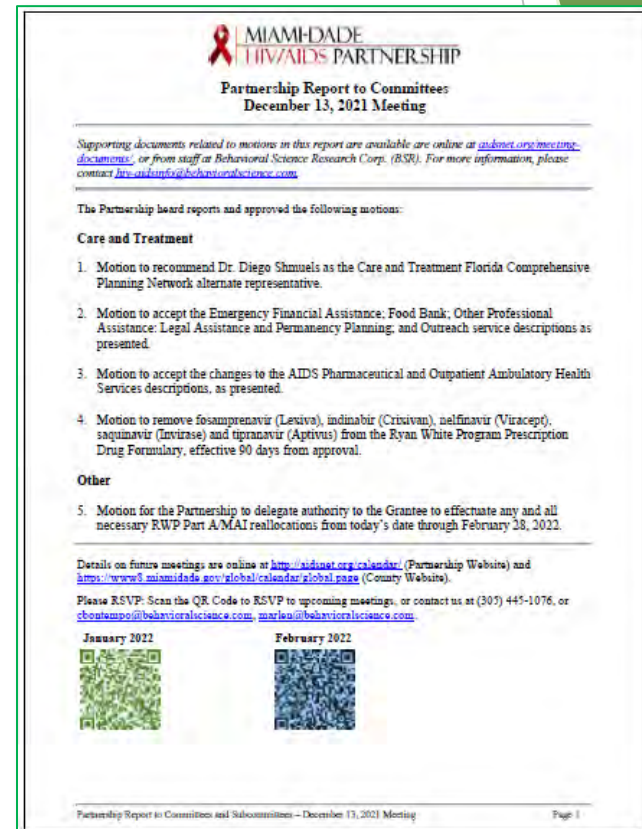 MIAMI-DADE
HIV/AIDS PARTNERSHIP
Partnership Report to Committees
December 13, 2021 Meeting
Supporting documents related to motions in this report are available are online at aidsnet.org/meeting-
documents/, or from staff at Behavioral Science Research Corp. (BSR). For more information, please
contact hiv-aidsinfo@behavioralscience.com.
The Partnership heard reports and approved the following motions:
Care and Treatment
1. Motion to recommend Dr. Diego Shmuels as the Care and Treatment Florida Comprehensive
Planning Network alternate representative.
2. Motion to accept the Emergency Financial Assistance; Food Bank; Other Professional
Assistance: Legal Assistance and Permanency Planning; and Outreach service descriptions as
presented.
3. Motion to accept the changes to the AIDS Pharmaceutical and Outpatient Ambulatory Health
Services descriptions, as presented.
4. Motion to remove fosamprenavir (Lexiva), indinabir (Crixivan), nelfinavir (Viracept),
saquinavir (Invirase) and tipranavir (Aptivus) from the Ryan White Program Prescription
Drug Formulary, effective 90 days from approval.
Other
5. Motion for the Partnership to delegate authority to the Grantee to effectuate any and all
necessary RWP Part A/MAI reallocations from today's date through February 28, 2022.
Details on future meetings are online at http://aidsnet.org/calendar/ (Partnership Website) and
https://www8.miamidade.gov/global/calendar/global.page (County Website).
Please RSVP: Scan the QR Code to RSVP to upcoming meetings, or contact us at (305) 445-1076, or
cbontempo@behavioralscience.com, marlen@behavioralscience.com.
January 2022 February 2022
Partnership Report to Committees and Subcommittees – December 13, 2021 Meeting Page 1